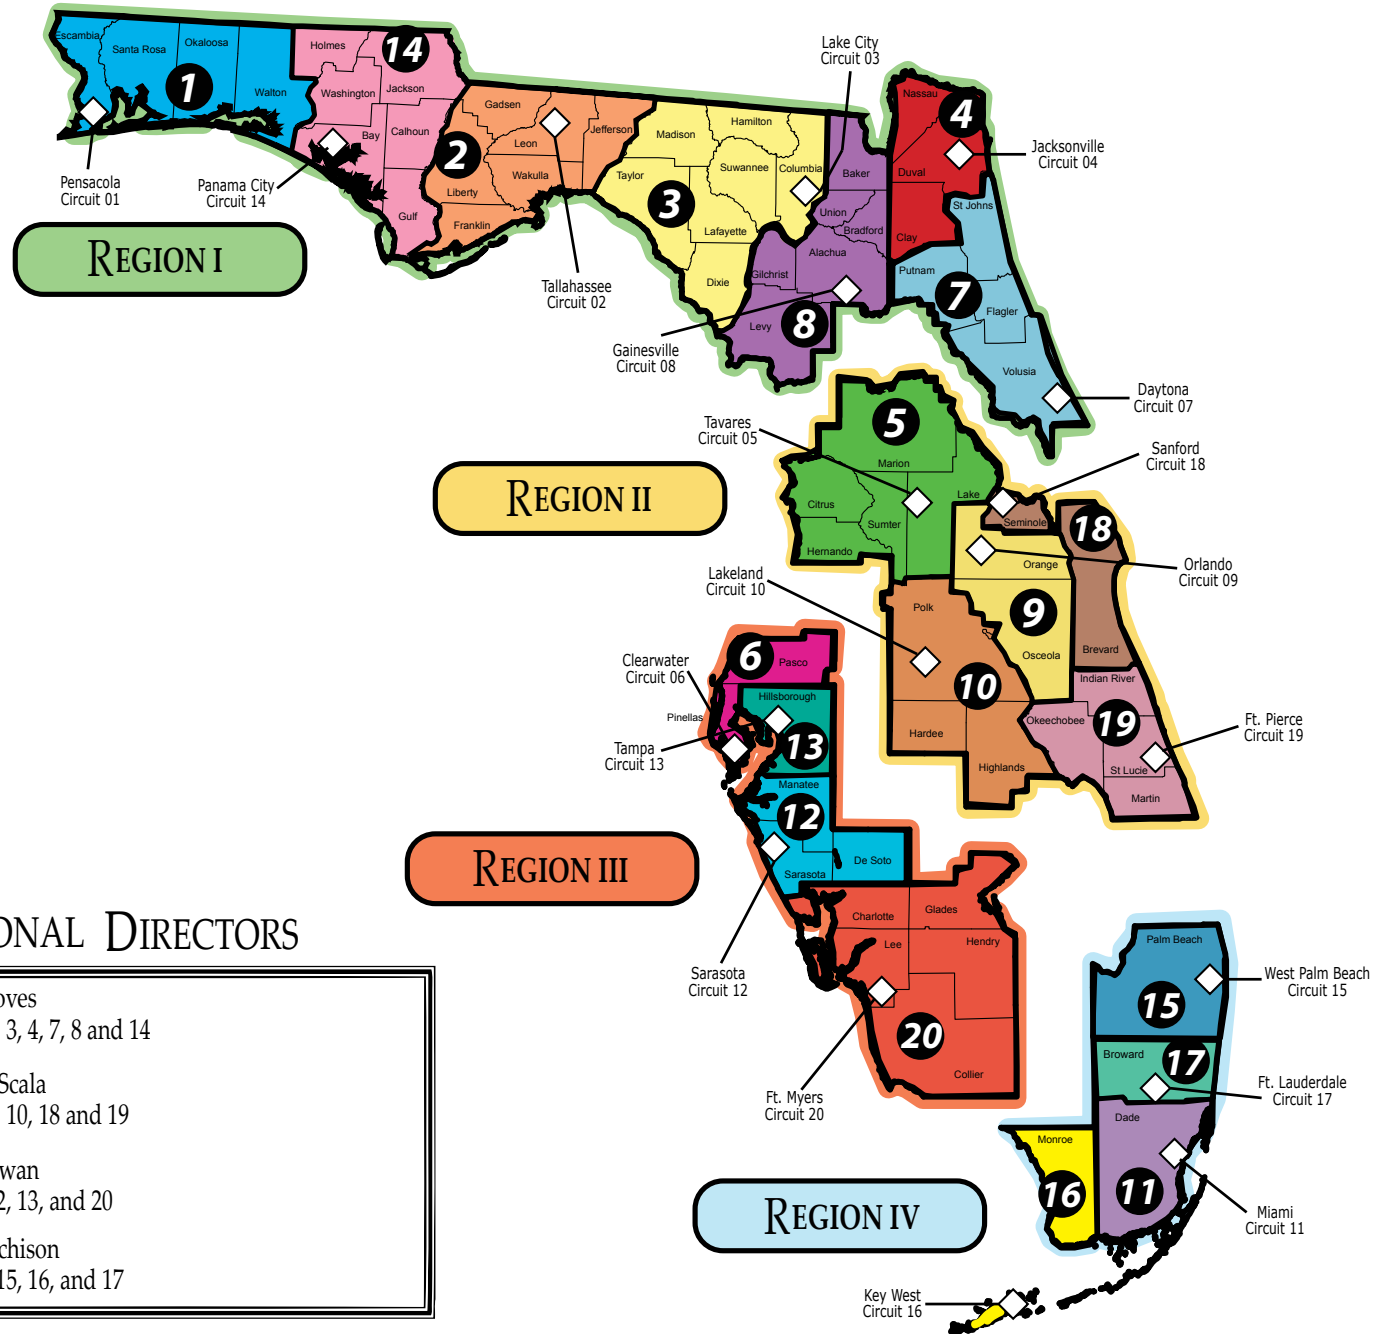 Escambia
Santa Rosa
Okaloosa
Walton
1
Holmes
14
Washington
Jackson
Bay
Calhoun
Gulf
Gadsen
Leon
Jefferson
2
Wakulla
Liberty
Franklin
Madison
Hamilton
Suwannee
Columbia
Taylor
3
Lafayette
Dixie
Baker
Union
Bradford
Alachua
Gilchrist
Levy
8
Nassau
4
Duval
Clay
St Johns
Putnam
7
Flagler
Volusia
Lake City
Circuit 03
Jacksonville
Circuit 04
Pensacola
Circuit 01
Panama City
Circuit 14
Tallahassee
Circuit 02
Gainesville
Circuit 08
Daytona
Circuit 07
REGION I
Tavares
Circuit 05
5
Marion
Citrus
Sumter
Lake
Hernando
Sanford
Circuit 18
Seminole
18
Orange
Orlando
Circuit 09
9
Osceola
Brevard
Lakeland
Circuit 10
Polk
10
Hardee
Highlands
Indian River
Okeechobee
19
St Lucie
Martin
Ft. Pierce
Circuit 19
REGION II
6
Pasco
Clearwater
Circuit 06
Pinellas
Hillsborough
13
Tampa
Circuit 13
Manatee
12
Sarasota
De Soto
Sarasota
Circuit 12
Charlotte
Glades
Lee
Hendry
20
Collier
Ft. Myers
Circuit 20
REGION III
Palm Beach
15
West Palm Beach
Circuit 15
Broward
17
Ft. Lauderdale
Circuit 17
Dade
11
Miami
Circuit 11
Monroe
16
Key West
Circuit 16
REGION IV
ONAL DIRECTORS
oves
3, 4, 7, 8 and 14
Scala
10, 18 and 19
wan
2, 13, and 20
chison
15, 16, and 17